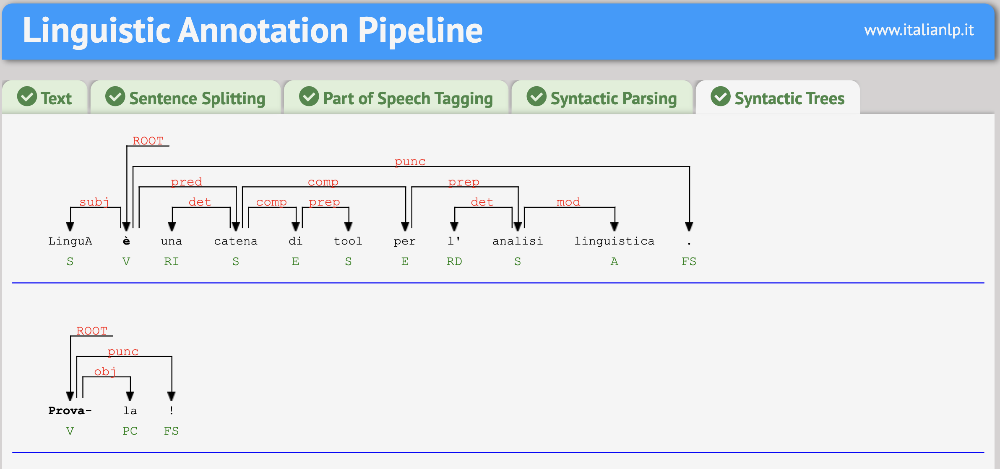 Linguistic Annotation Pipeline www.italianlp.it
Text Sentence Splitting Part of Speech Tagging Syntactic Parsing Syntactic Trees
ROOT
punc
pred comp prep
subj det comp prep det mod
LinguA è una catena di tool per l' analisi linguistica .
S V RI S E S E RD S A FS
ROOT
punc
obj
Prova- la !
V PC FS